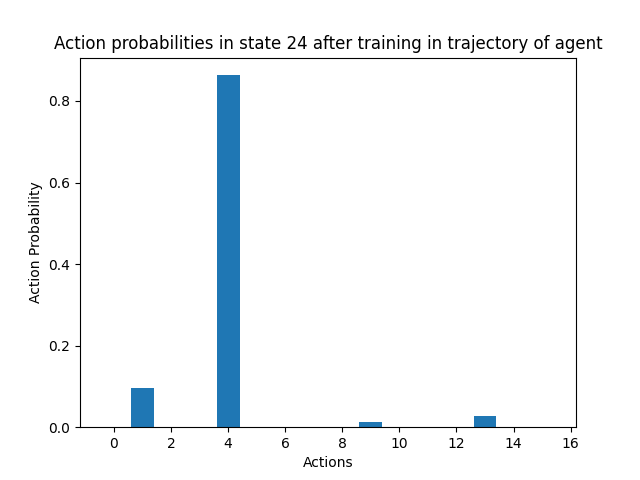 Action probabilities in state 24 after training in trajectory of agent
0.8
0.6
0.4
0.2
0.0
Action Probability
0 2 4 6 8 10 12 14 16
Actions